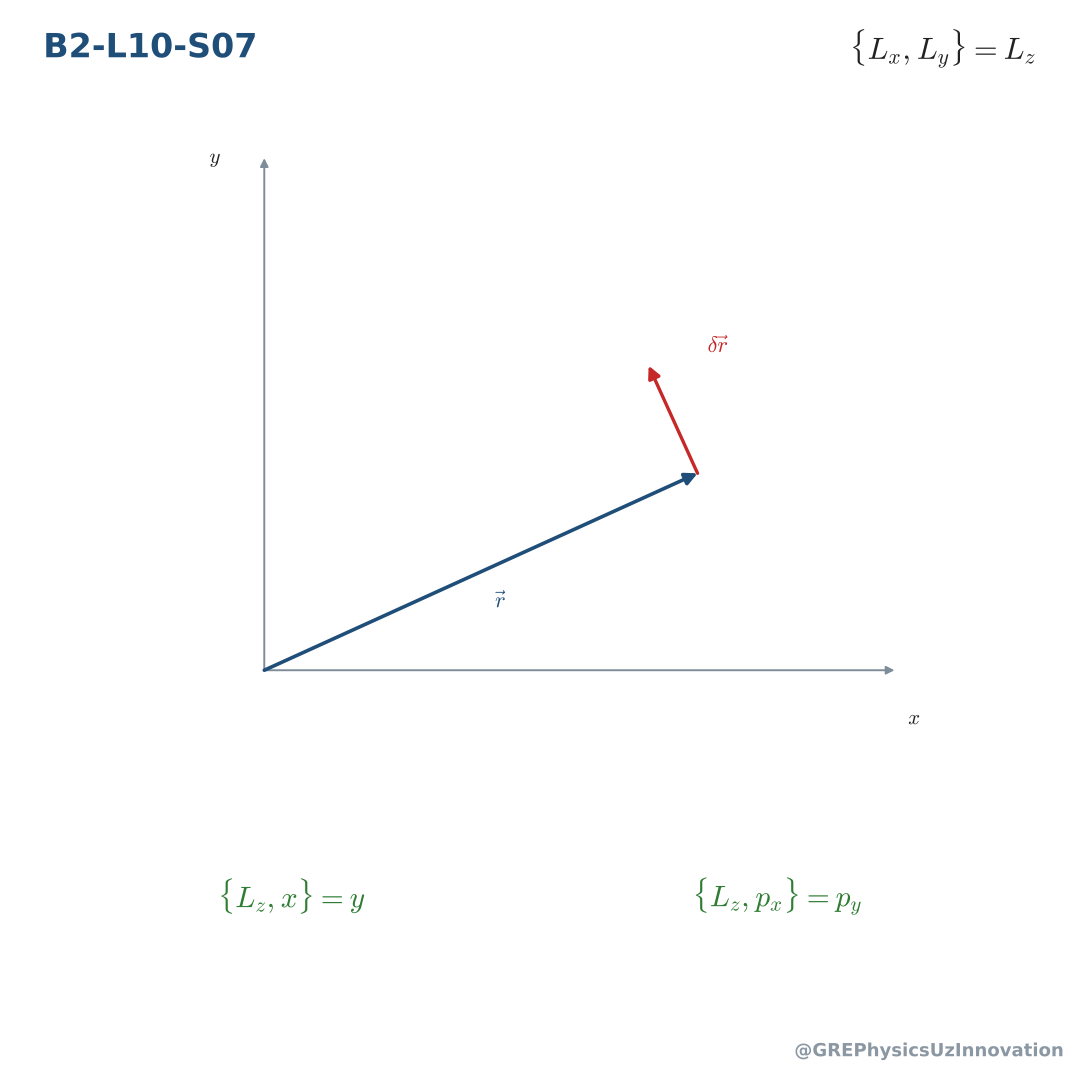 B2-L10-S07
{L_x, L_y} = L_z
y
δr⃗
r⃗
x
{L_z, x} = y
{L_z, p_x} = p_y
@GREPhysicsUzInnovation